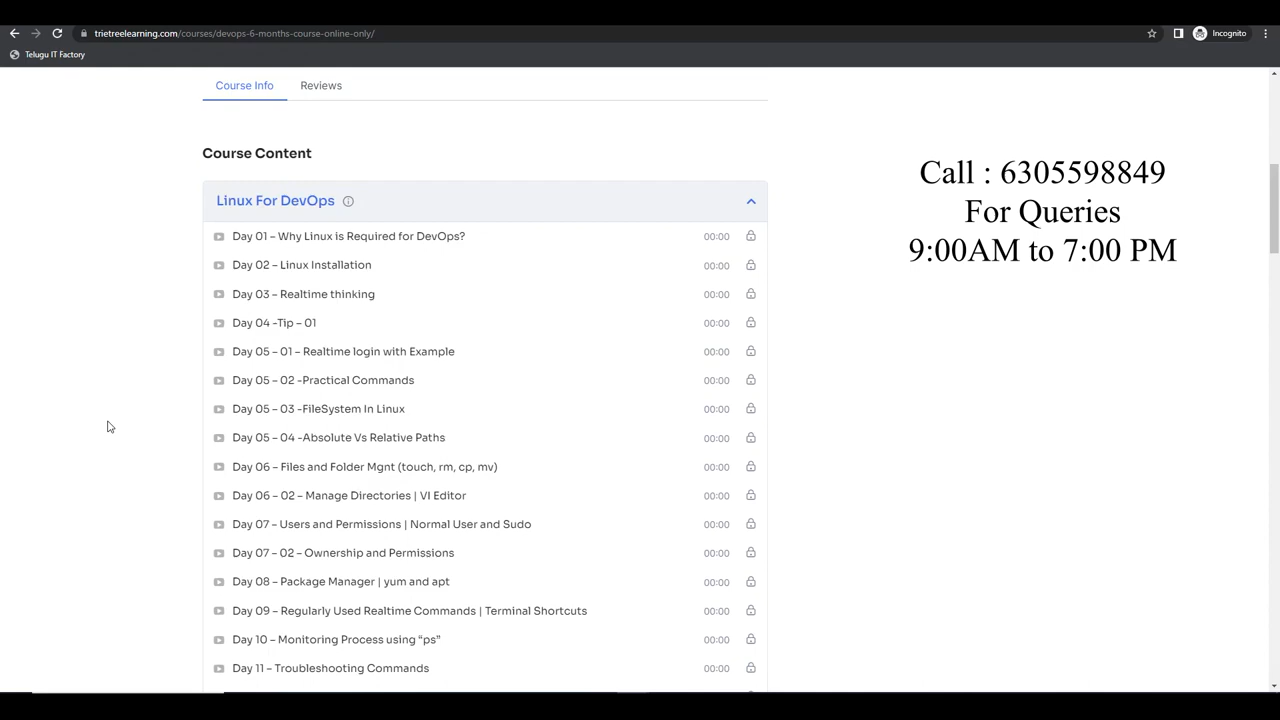 trietreelearning.com/courses/devops-6-months-course-online-only/
Incognito
Telugu IT Factory
Course Info
Reviews
Course Content
Linux For DevOps
Day 01 – Why Linux is Required for DevOps?
00:00
Day 02 – Linux Installation
00:00
Day 03 – Realtime thinking
00:00
Day 04 -Tip – 01
00:00
Day 05 – 01 – Realtime login with Example
00:00
Day 05 – 02 -Practical Commands
00:00
Day 05 – 03 -FileSystem In Linux
00:00
Day 05 – 04 -Absolute Vs Relative Paths
00:00
Day 06 – Files and Folder Mgnt (touch, rm, cp, mv)
00:00
Day 06 – 02 – Manage Directories | VI Editor
00:00
Day 07 – Users and Permissions | Normal User and Sudo
00:00
Day 07 – 02 – Ownership and Permissions
00:00
Day 08 – Package Manager | yum and apt
00:00
Day 09 – Regularly Used Realtime Commands | Terminal Shortcuts
00:00
Day 10 – Monitoring Process using “ps”
00:00
Day 11 – Troubleshooting Commands
00:00
Call : 6305598849
For Queries
9:00AM to 7:00 PM